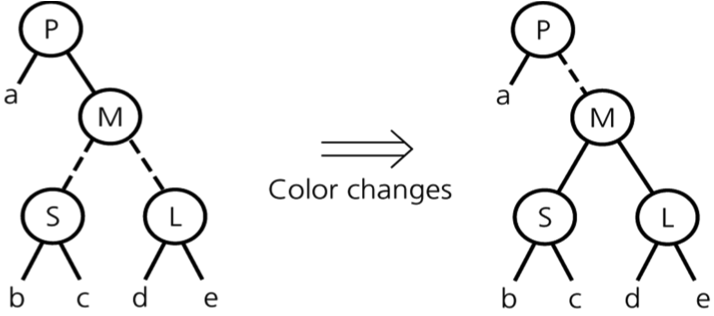 P P
a M a M
S L Color changes S L
b c d e b c d e